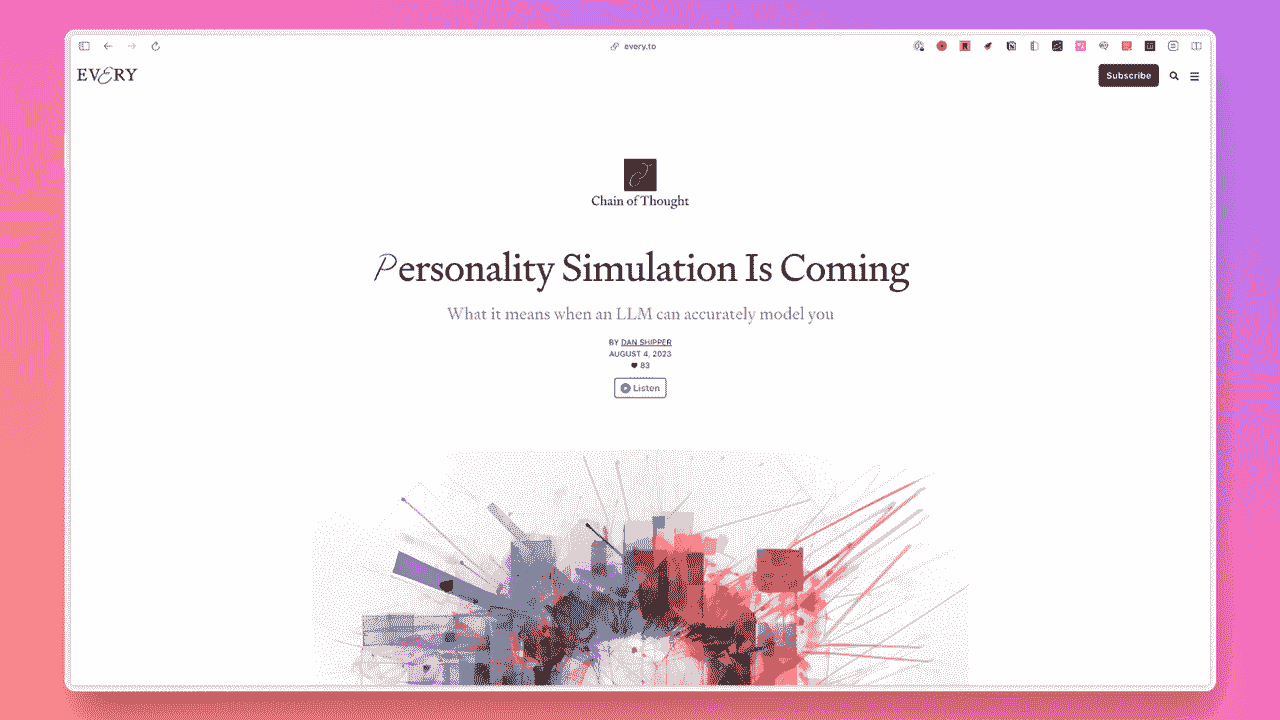 every.to
EVERY
Subscribe
Chain of Thought
Personality Simulation Is Coming
What it means when an LLM can accurately model you
BY DAN SHIPPER
AUGUST 4, 2023
83
Listen